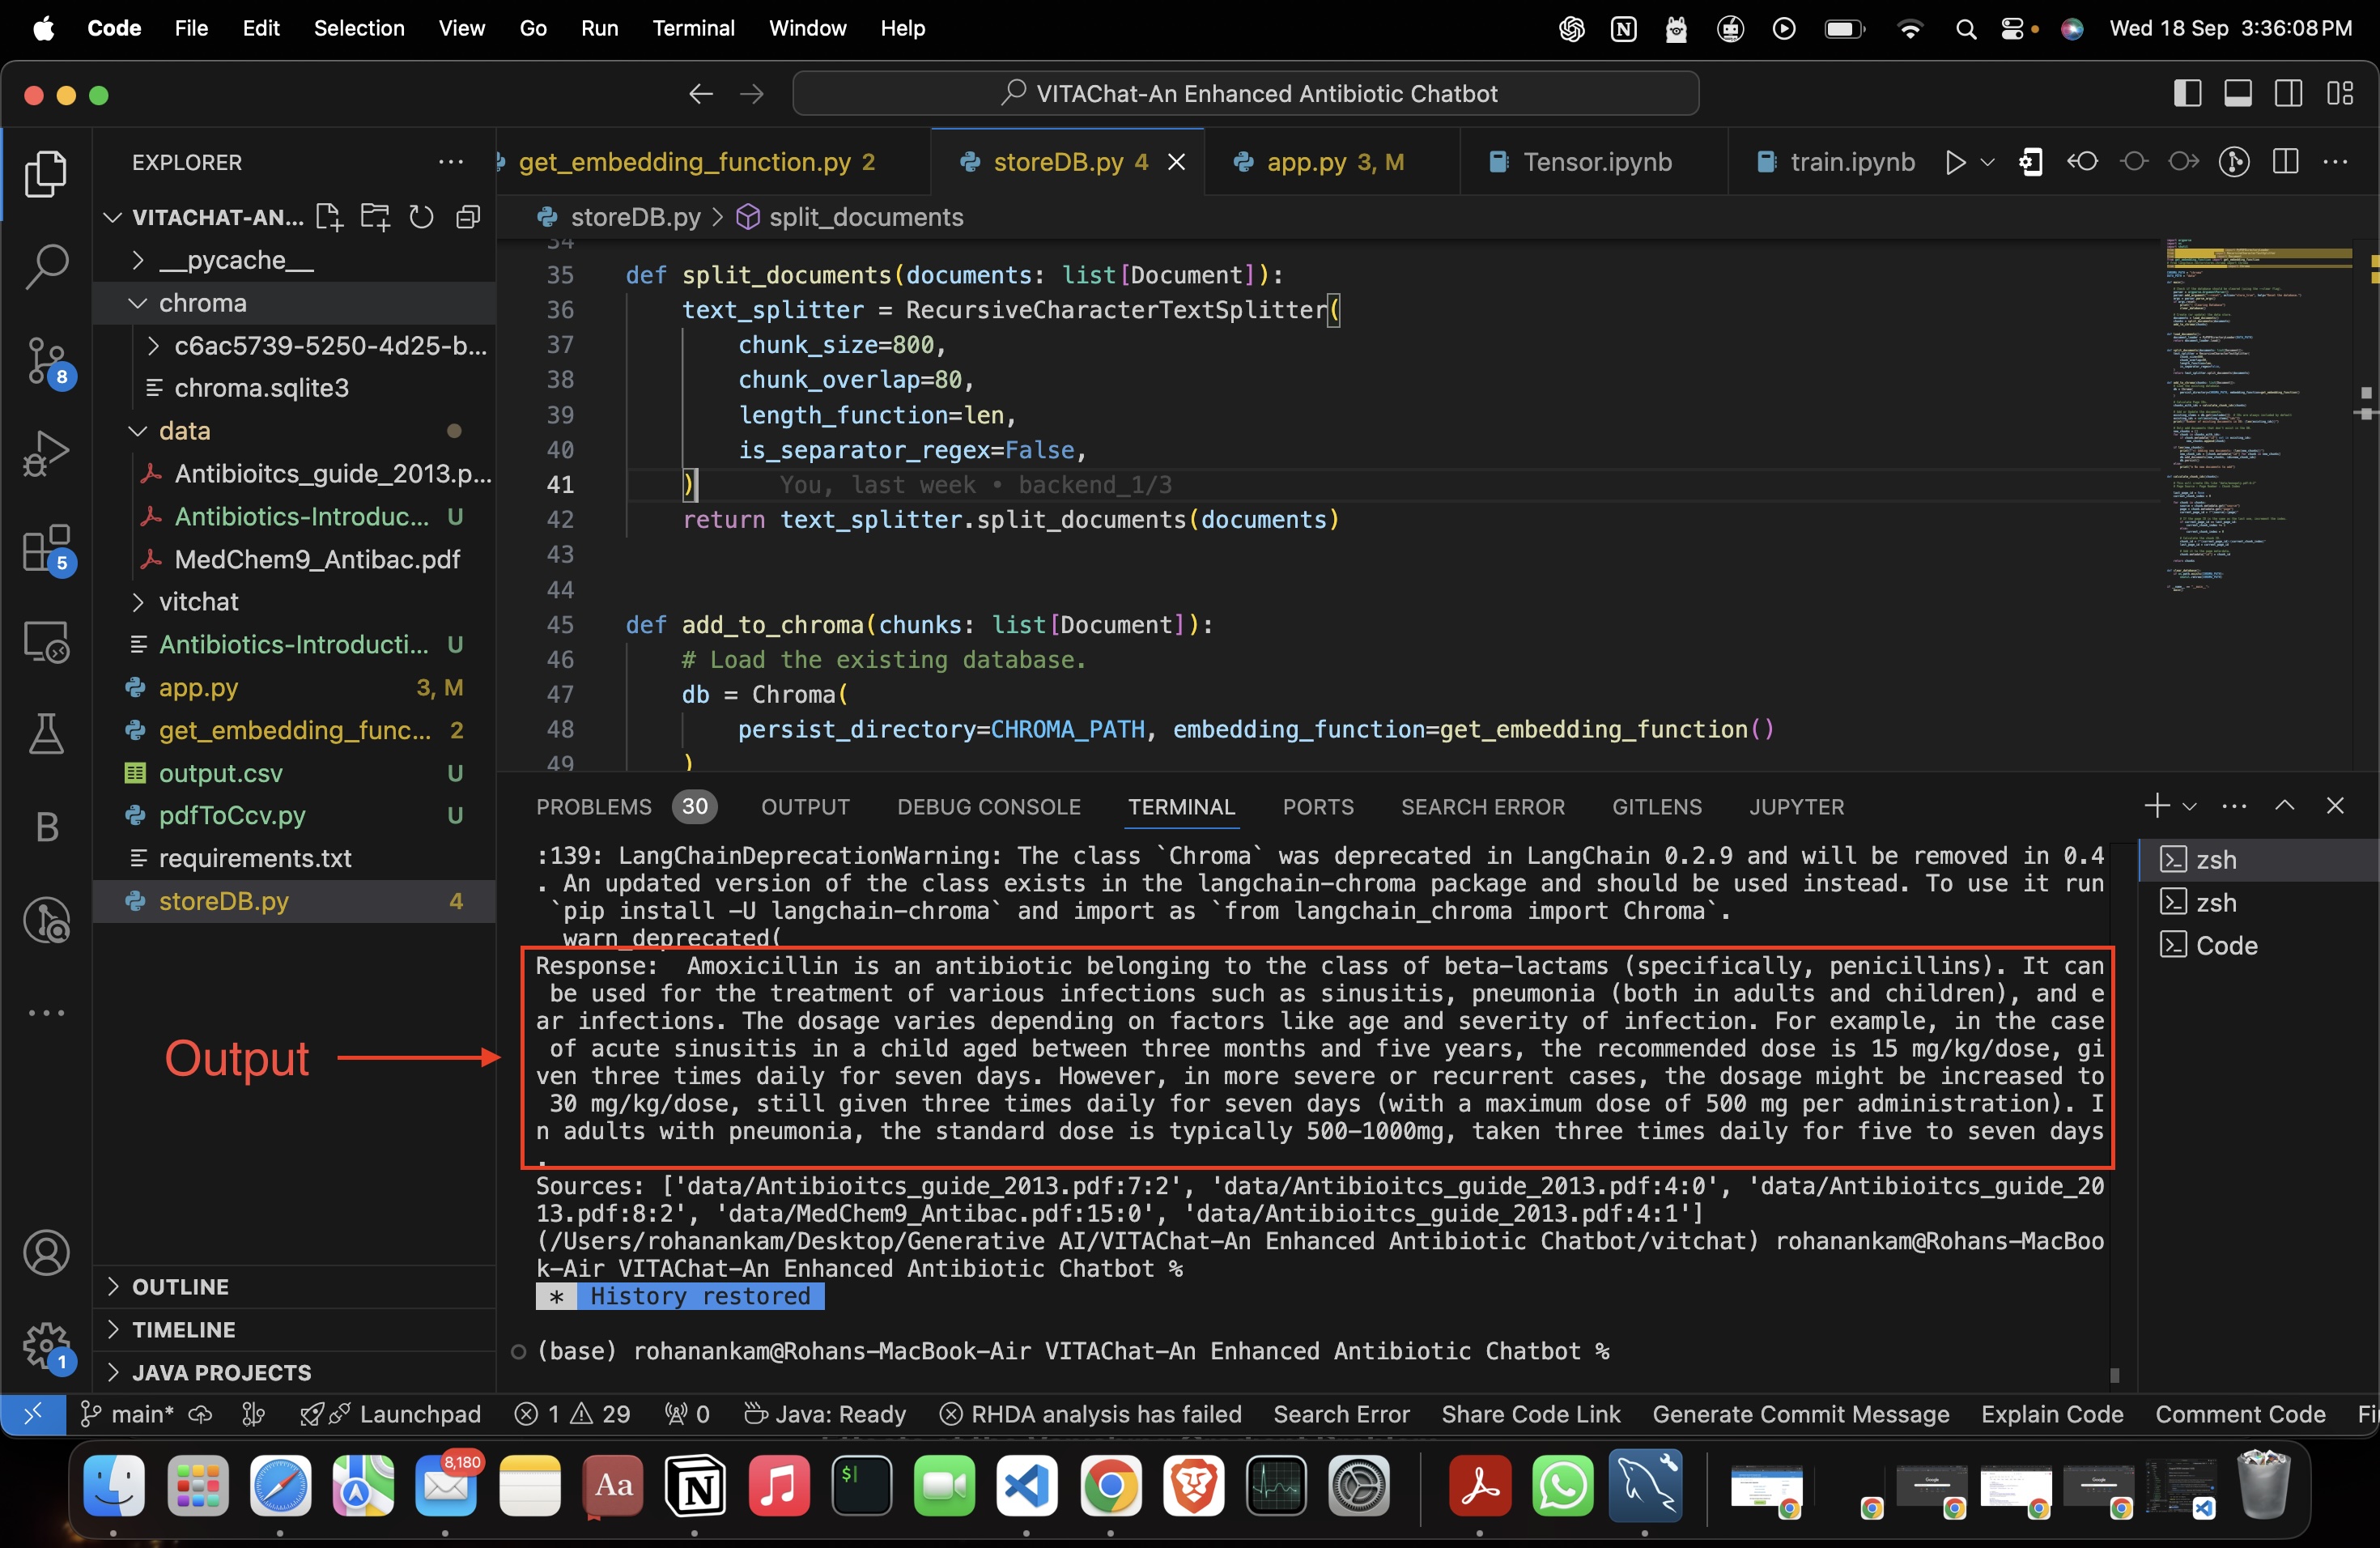 Code File Edit Selection View Go Run Terminal Window Help
Wed 18 Sep 3:36:08 PM
VITAChat-An Enhanced Antibiotic Chatbot
EXPLORER
get_embedding_function.py 2
storeDB.py 4
app.py 3, M
Tensor.ipynb
train.ipynb
VITACHAT-AN...
storeDB.py > split_documents
__pycache__
chroma
c6ac5739-5250-4d25-b...
chroma.sqlite3
data
Antibioitcs_guide_2013.p...
Antibiotics-Introduc... U
MedChem9_Antibac.pdf
vitchat
Antibiotics-Introducti... U
app.py 3, M
get_embedding_func... 2
output.csv U
pdfToCcv.py U
requirements.txt
storeDB.py 4
OUTLINE
TIMELINE
JAVA PROJECTS
8
5
B
1
34
35 def split_documents(documents: list[Document]):
36 text_splitter = RecursiveCharacterTextSplitter(
37 chunk_size=800,
38 chunk_overlap=80,
39 length_function=len,
40 is_separator_regex=False,
41 ) You, last week • backend_1/3
42 return text_splitter.split_documents(documents)
43
44
45 def add_to_chroma(chunks: list[Document]):
46 # Load the existing database.
47 db = Chroma(
48 persist_directory=CHROMA_PATH, embedding_function=get_embedding_function()
49 )
PROBLEMS 30 OUTPUT DEBUG CONSOLE TERMINAL PORTS SEARCH ERROR GITLENS JUPYTER
:139: LangChainDeprecationWarning: The class `Chroma` was deprecated in LangChain 0.2.9 and will be removed in 0.4
. An updated version of the class exists in the langchain-chroma package and should be used instead. To use it run
`pip install -U langchain-chroma` and import as `from langchain_chroma import Chroma`.
warn_deprecated(
Response: Amoxicillin is an antibiotic belonging to the class of beta-lactams (specifically, penicillins). It can
be used for the treatment of various infections such as sinusitis, pneumonia (both in adults and children), and e
ar infections. The dosage varies depending on factors like age and severity of infection. For example, in the case
of acute sinusitis in a child aged between three months and five years, the recommended dose is 15 mg/kg/dose, gi
ven three times daily for seven days. However, in more severe or recurrent cases, the dosage might be increased to
30 mg/kg/dose, still given three times daily for seven days (with a maximum dose of 500 mg per administration). I
n adults with pneumonia, the standard dose is typically 500-1000mg, taken three times daily for five to seven days
.
Sources: ['data/Antibioitcs_guide_2013.pdf:7:2', 'data/Antibioitcs_guide_2013.pdf:4:0', 'data/Antibioitcs_guide_20
13.pdf:8:2', 'data/MedChem9_Antibac.pdf:15:0', 'data/Antibioitcs_guide_2013.pdf:4:1']
(/Users/rohanankam/Desktop/Generative AI/VITAChat-An Enhanced Antibiotic Chatbot/vitchat) rohanankam@Rohans-MacBoo
k-Air VITAChat-An Enhanced Antibiotic Chatbot %
* History restored
(base) rohanankam@Rohans-MacBook-Air VITAChat-An Enhanced Antibiotic Chatbot %
zsh
zsh
Code
Output
main* Launchpad 1 29 0 Java: Ready RHDA analysis has failed Search Error Share Code Link Generate Commit Message Explain Code Comment Code Fi
8,180
Aa
N
$